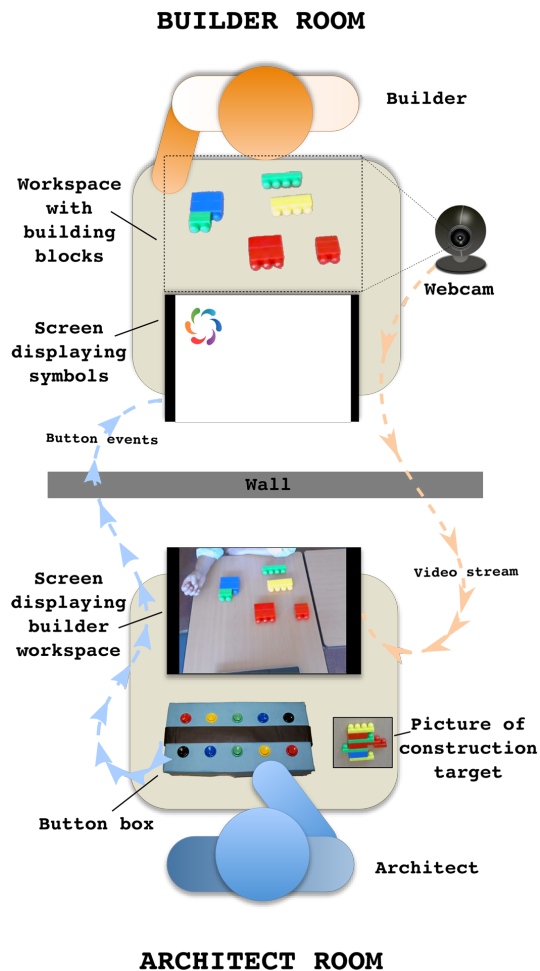 BUILDER ROOM
Builder
Workspace
with
building
blocks
Webcam
Screen
displaying
symbols
Button events
Wall
Video stream
Screen
displaying
builder
workspace
Picture of
construction
target
Button box
Architect
ARCHITECT ROOM